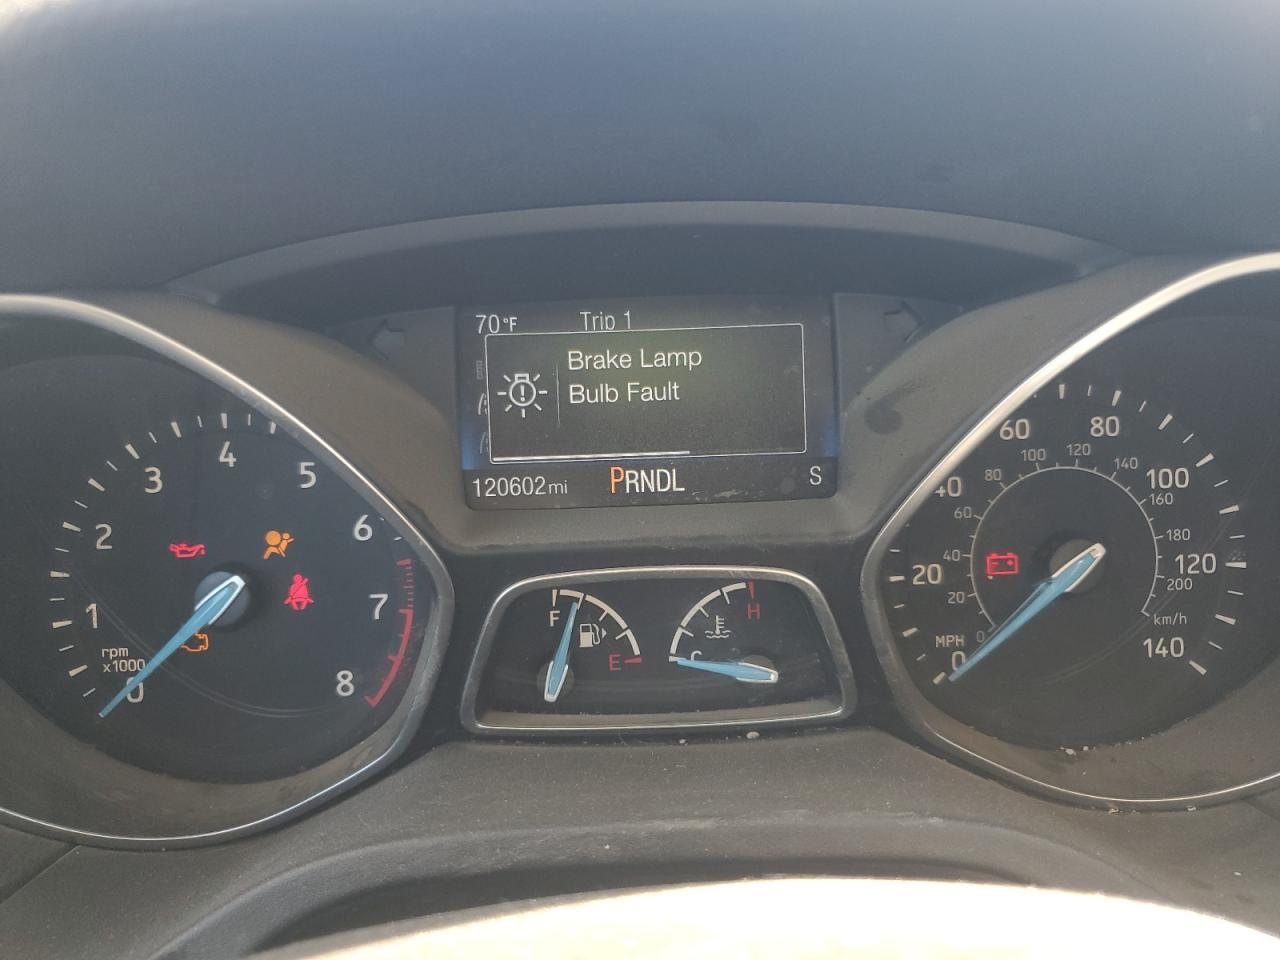 70°F Trip 1
Brake Lamp
Bulb Fault
120602mi PRNDL S
0 1 2 3 4 5 6 7 8
rpm
x1000
F E
C H
0 20 40 60 80 100 120 140
MPH
0 20 40 60 80 100 120 140 160 180 200
km/h